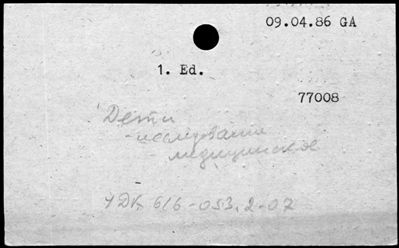 09.04.86 GA
1. Ed.
77008
Дети
- исследование
- медицинское
УДК 616-053.2-07